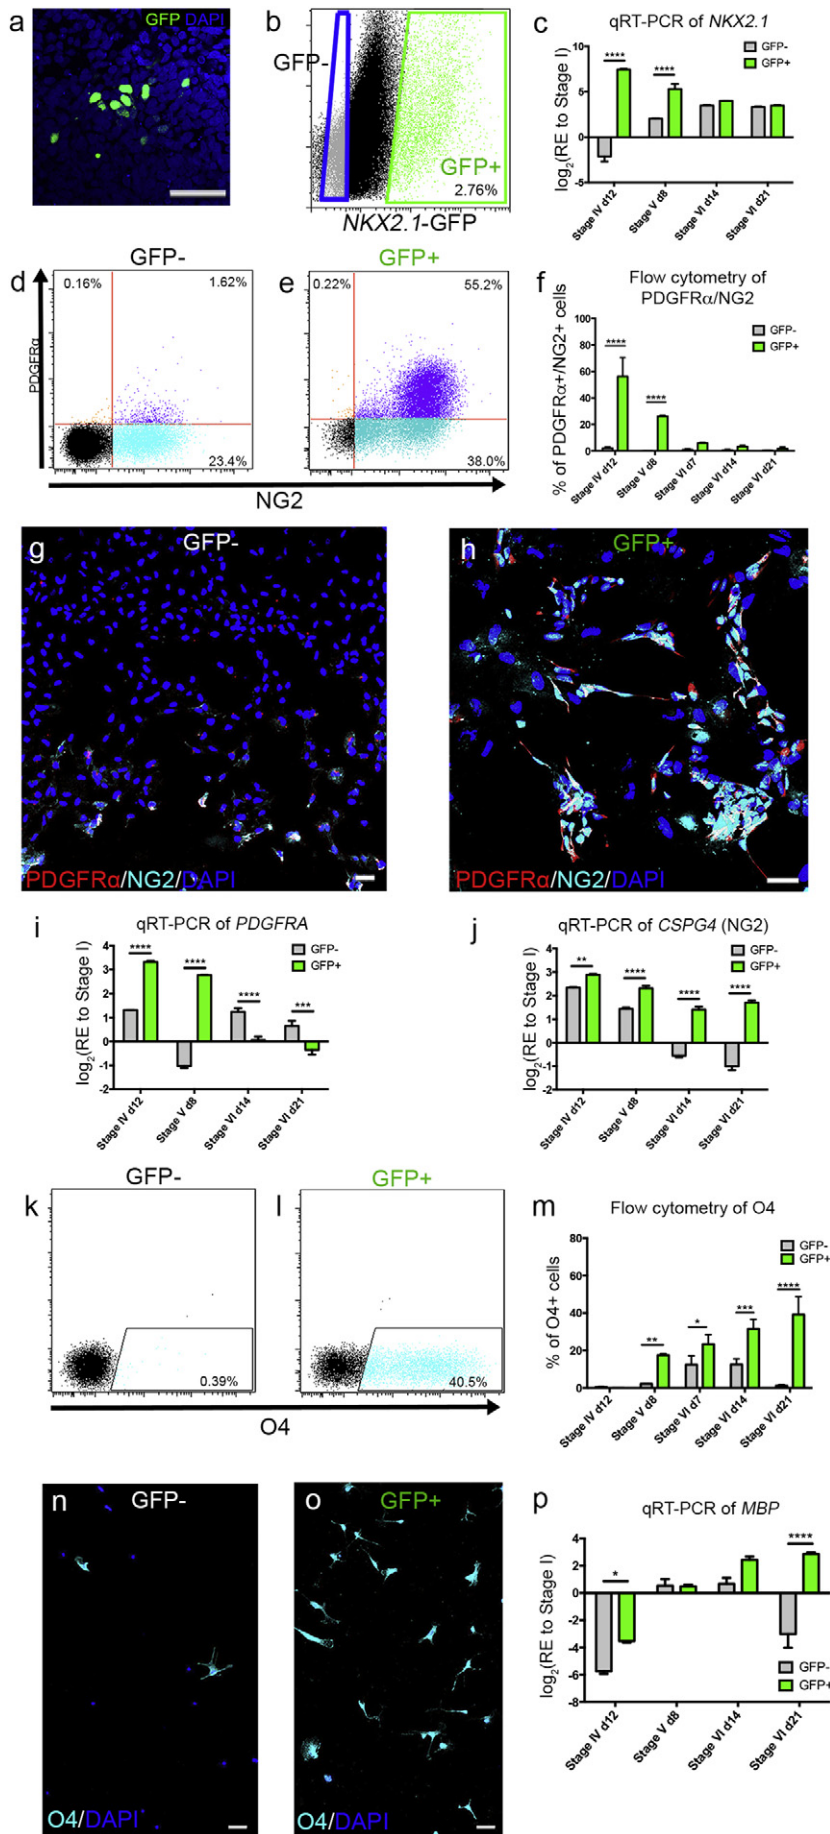 a
GFP DAPI
b
GFP-
GFP+
2.76%
NKX2.1-GFP
c
qRT-PCR of NKX2.1
GFP-
GFP+
**** ****
log2(RE to Stage I)
10
5
0
-5
Stage IV d12
Stage V d8
Stage VI d14
Stage VI d21
d
GFP-
0.16% 1.62%
23.4%
PDGFRα
e
GFP+
0.22% 55.2%
38.0%
NG2
f
Flow cytometry of
PDGFRα/NG2
GFP-
GFP+
**** ****
% of PDGFRα+/NG2+ cells
100
80
60
40
20
0
Stage IV d12
Stage V d8
Stage VI d7
Stage VI d14
Stage VI d21
g
GFP-
PDGFRα/NG2/DAPI
h
GFP+
PDGFRα/NG2/DAPI
i
qRT-PCR of PDGFRA
GFP-
GFP+
**** **** **** ***
log2(RE to Stage I)
4
3
2
1
0
-1
-2
Stage IV d12
Stage V d8
Stage VI d14
Stage VI d21
j
qRT-PCR of CSPG4 (NG2)
GFP-
GFP+
** **** **** ****
log2(RE to Stage I)
4
3
2
1
0
-1
-2
Stage IV d12
Stage V d8
Stage VI d14
Stage VI d21
k
GFP-
0.39%
l
GFP+
40.5%
O4
m
Flow cytometry of O4
GFP-
GFP+
** * *** ****
% of O4+ cells
80
60
40
20
0
Stage IV d12
Stage V d8
Stage VI d7
Stage VI d14
Stage VI d21
n
GFP-
O4/DAPI
o
GFP+
O4/DAPI
p
qRT-PCR of MBP
* ****
log2(RE to Stage I)
4
2
0
-2
-4
-6
-8
GFP-
GFP+
Stage IV d12
Stage V d8
Stage VI d14
Stage VI d21